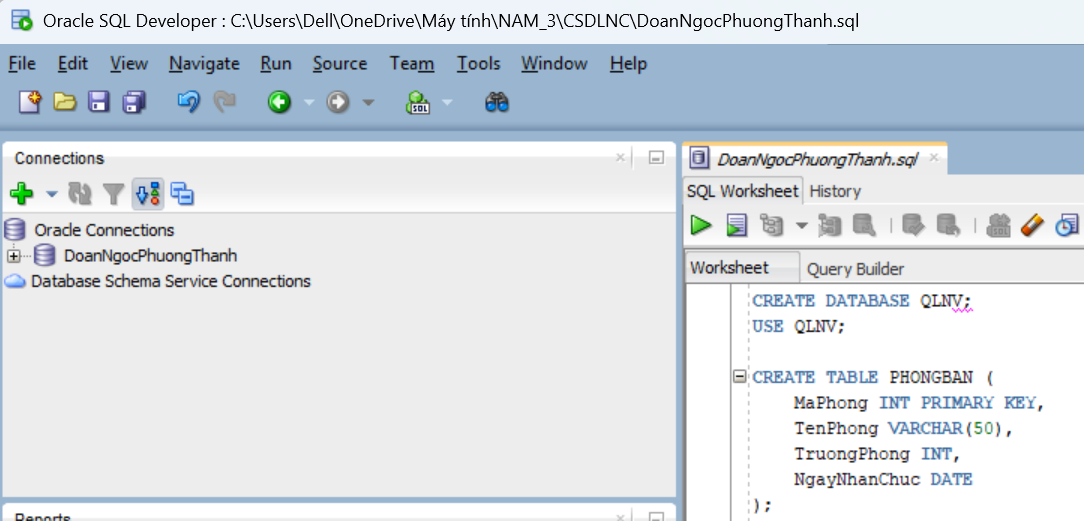 Oracle SQL Developer : C:\Users\Dell\OneDrive\Máy tính\NAM_3\CSDLNC\DoanNgocPhuongThanh.sql
File Edit View Navigate Run Source Team Tools Window Help
SQL
Connections
Oracle Connections
DoanNgocPhuongThanh
Database Schema Service Connections
Reports
DoanNgocPhuongThanh.sql
SQL Worksheet History
SQL
Worksheet Query Builder
CREATE DATABASE QLNV;
USE QLNV;
CREATE TABLE PHONGBAN (
MaPhong INT PRIMARY KEY,
TenPhong VARCHAR(50),
TruongPhong INT,
NgayNhanChuc DATE
);